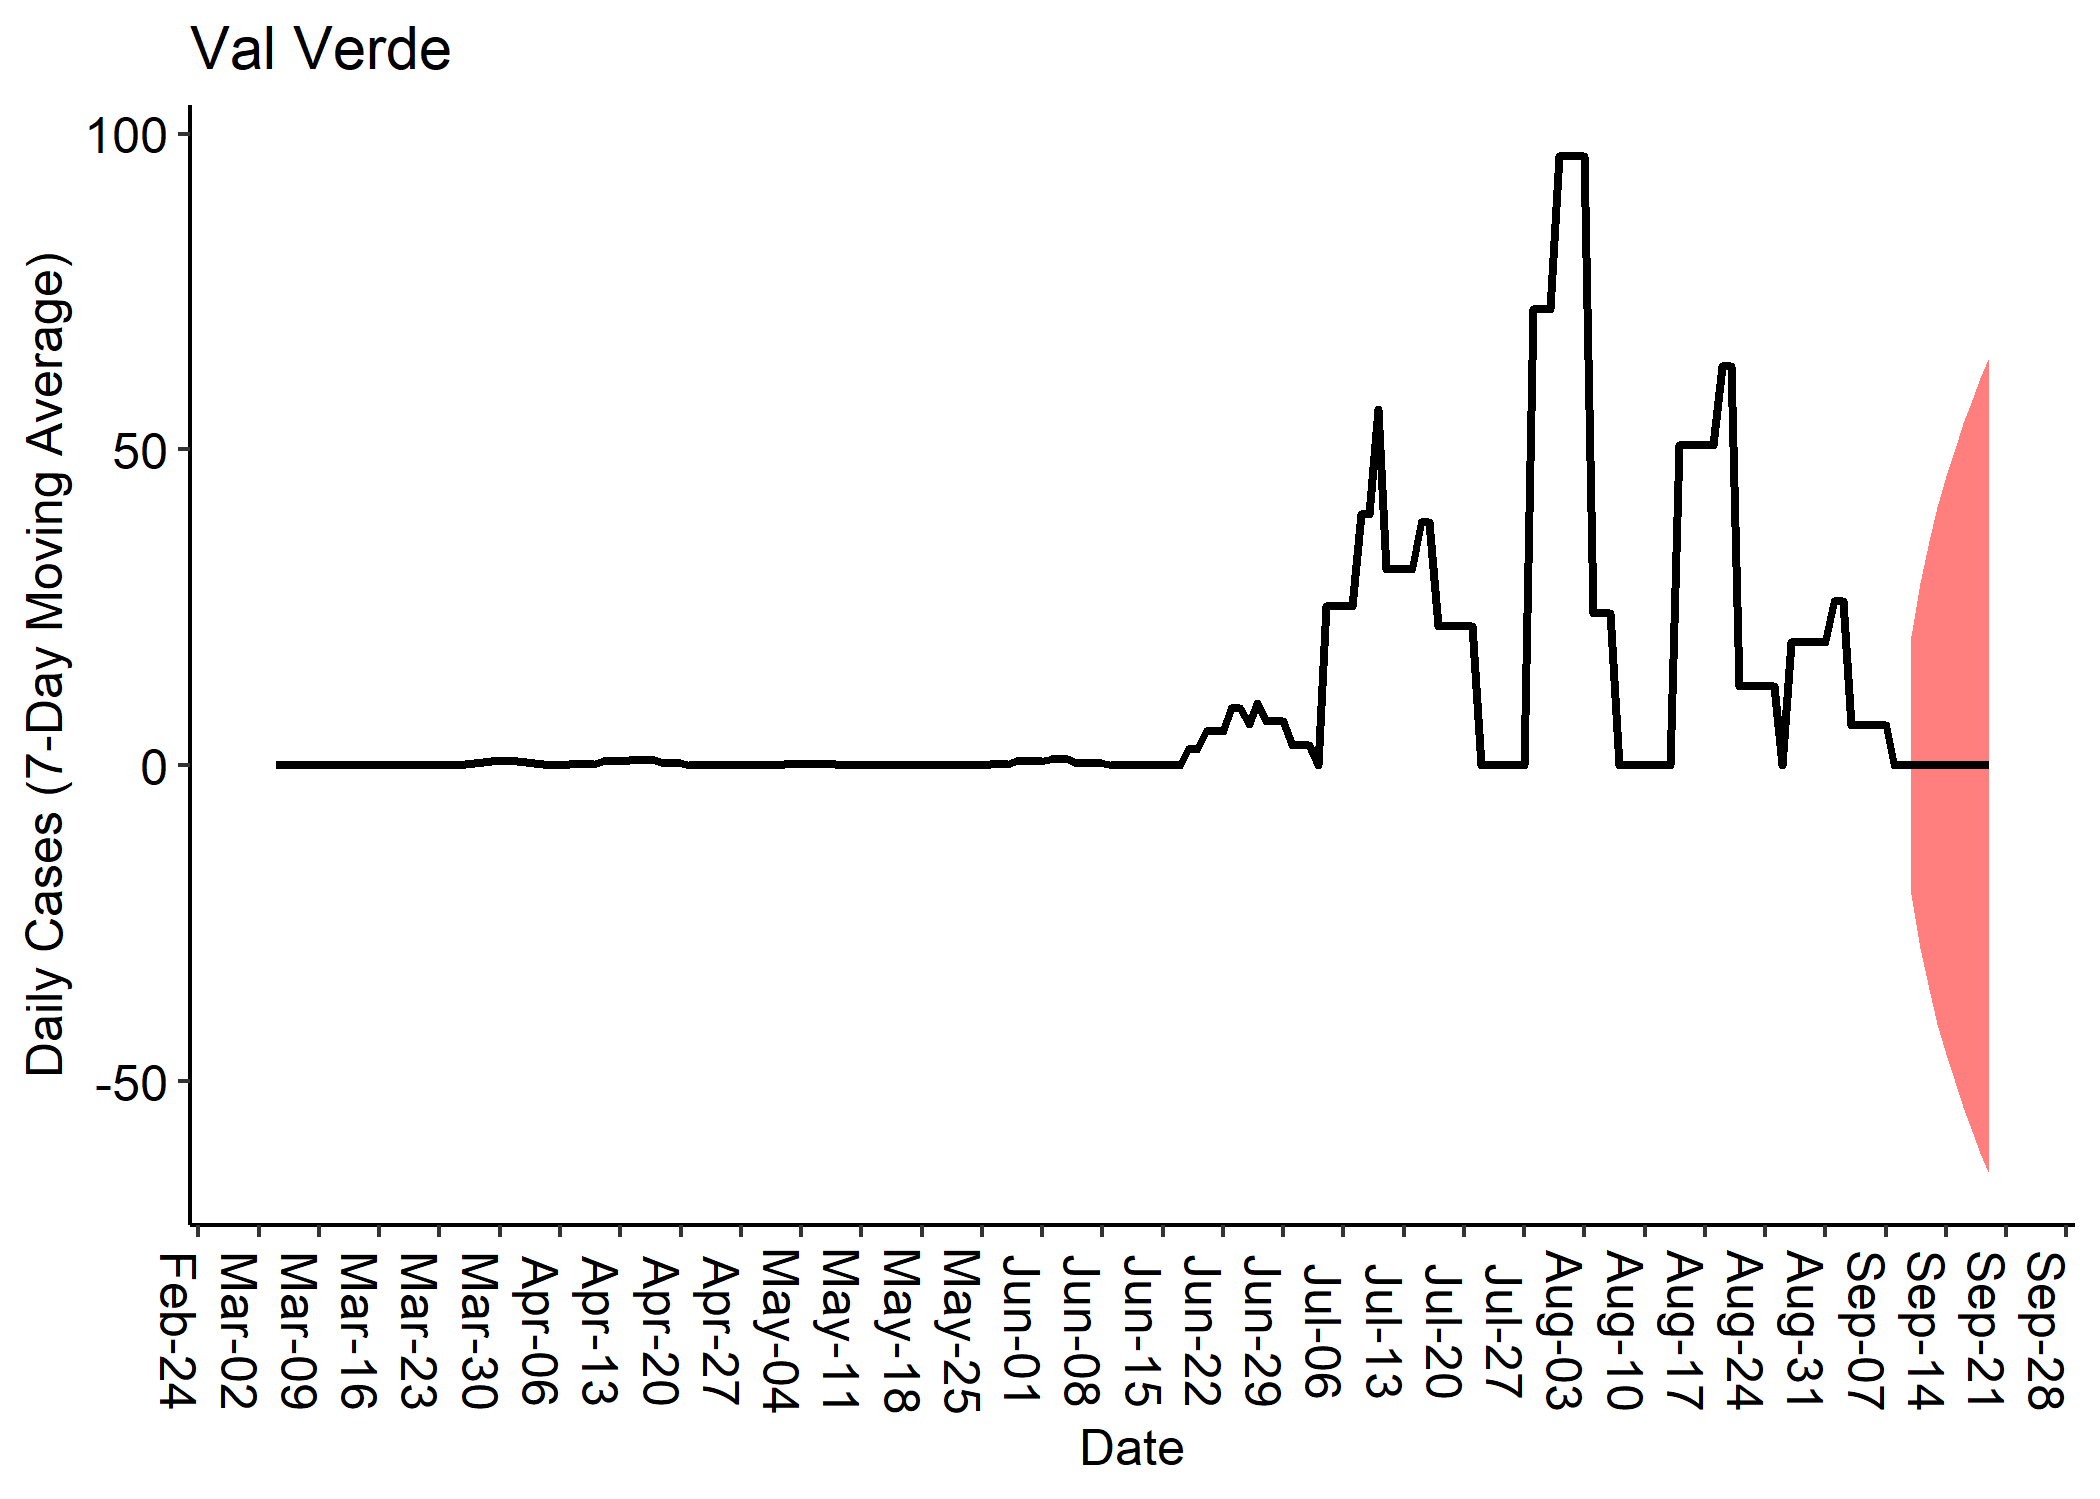 Val Verde
Daily Cases (7-Day Moving Average)
100
50
0
-50
Feb-24
Mar-02
Mar-09
Mar-16
Mar-23
Mar-30
Apr-06
Apr-13
Apr-20
Apr-27
May-04
May-11
May-18
May-25
Jun-01
Jun-08
Jun-15
Jun-22
Jun-29
Jul-06
Jul-13
Jul-20
Jul-27
Aug-03
Aug-10
Aug-17
Aug-24
Aug-31
Sep-07
Sep-14
Sep-21
Sep-28
Date